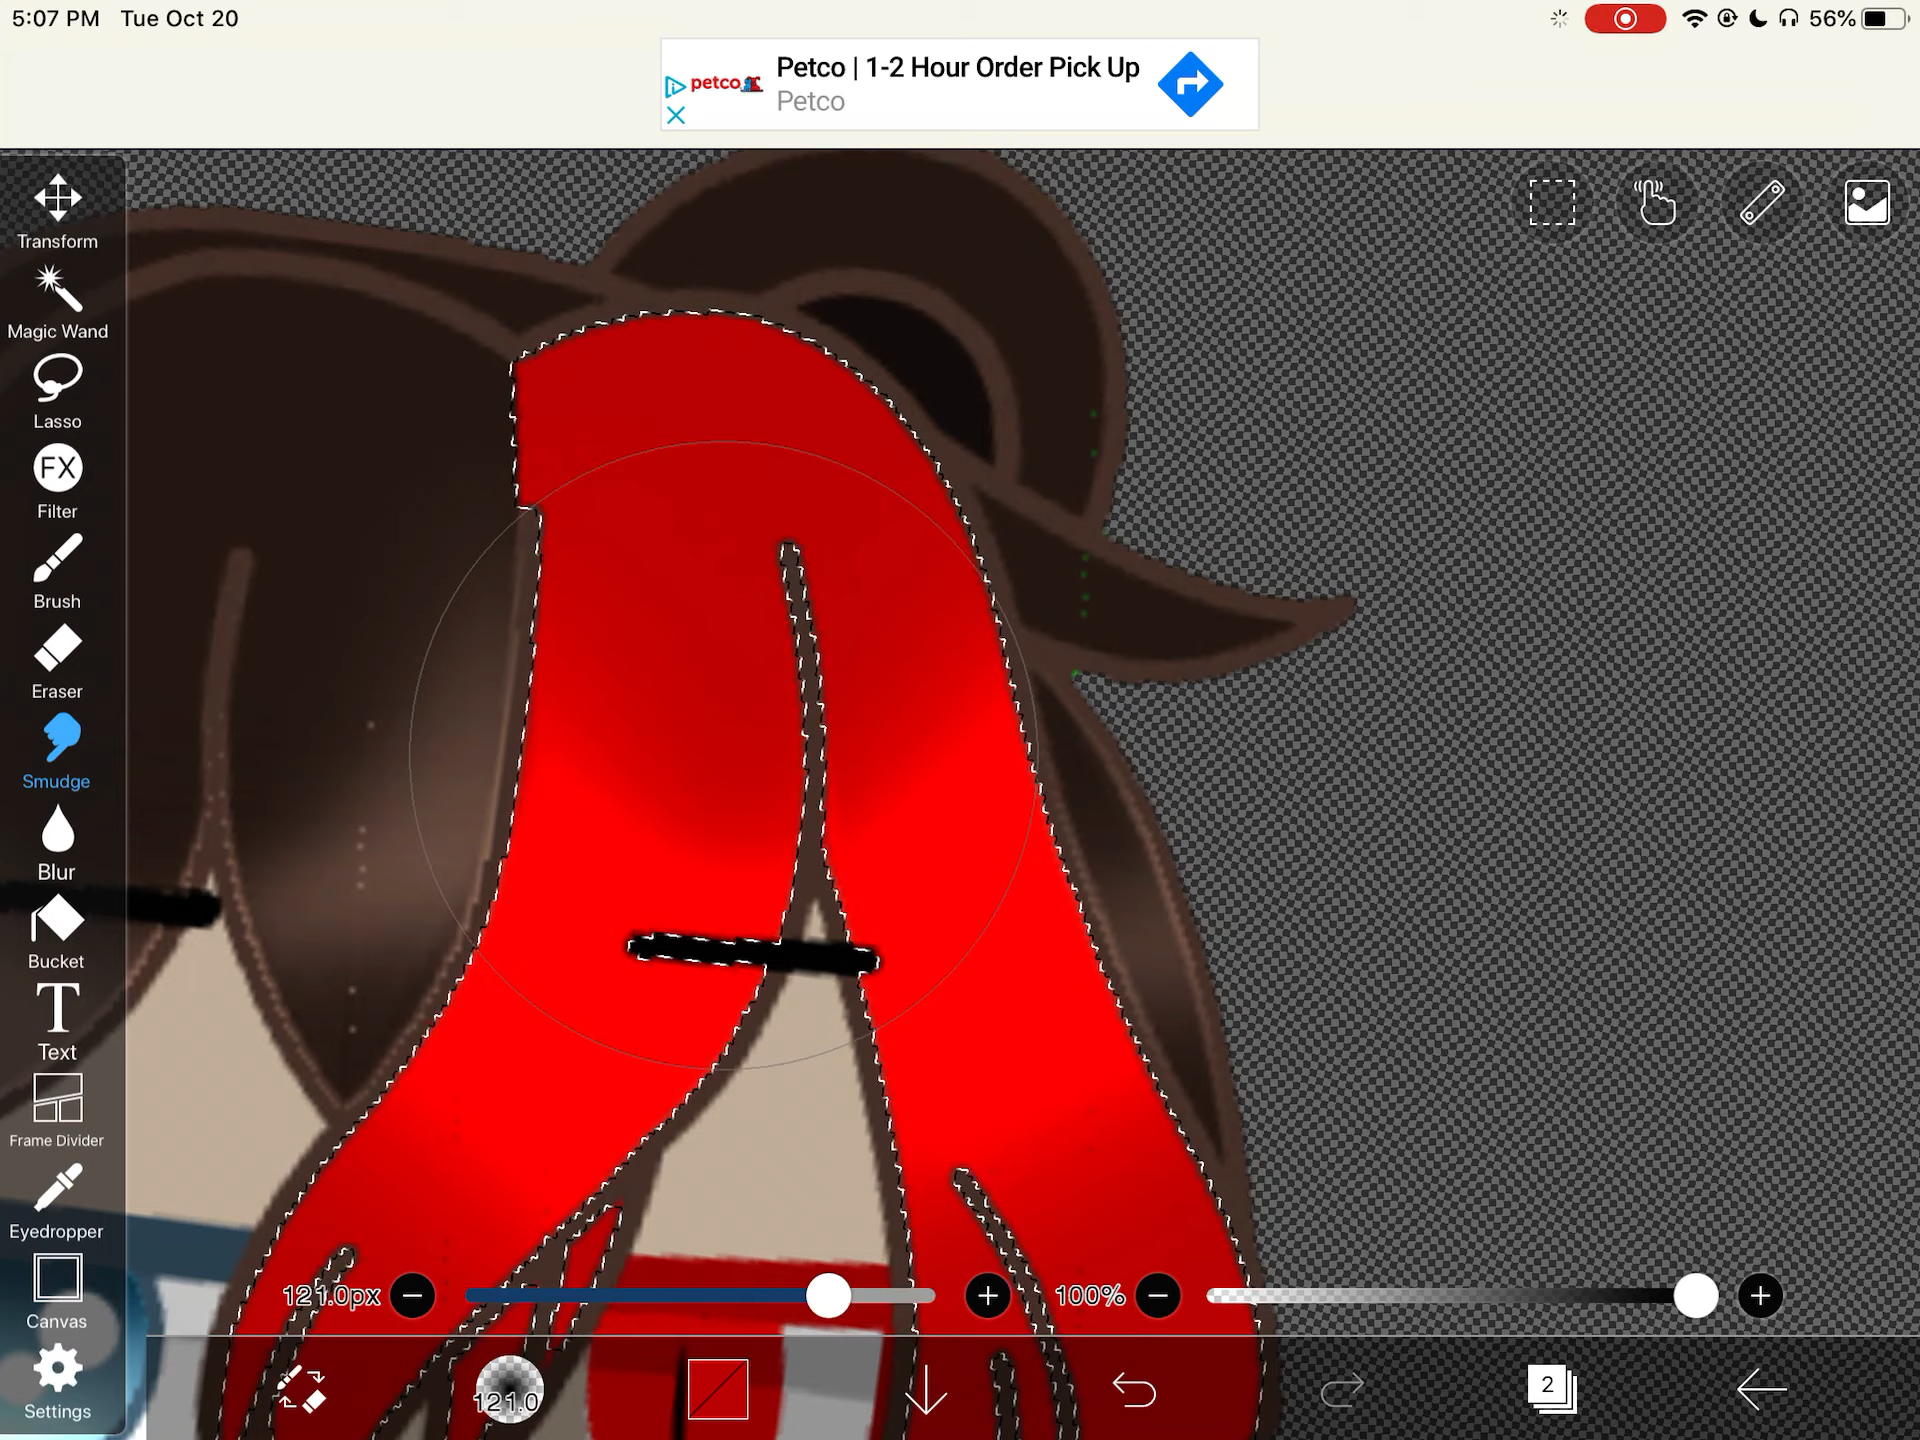 5:07 PM Tue Oct 20
56%
petco
Petco | 1-2 Hour Order Pick Up
Petco
Transform
Magic Wand
Lasso
FX
Filter
Brush
Eraser
Smudge
Blur
Bucket
T
Text
Frame Divider
Eyedropper
Canvas
Settings
121.0px
100%
121.0
2